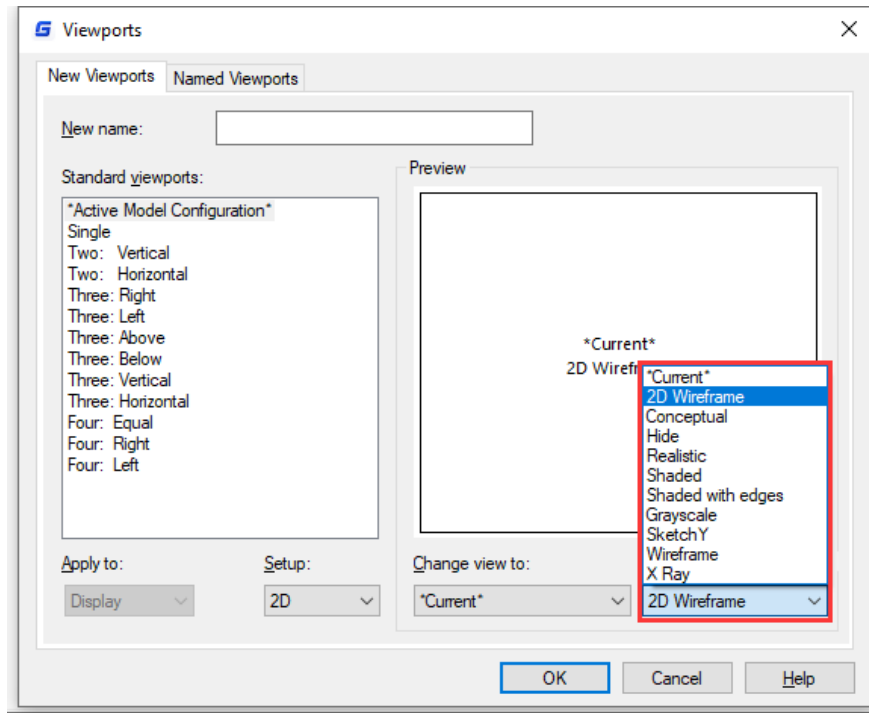 Viewports
New Viewports
Named Viewports
New name:
Standard viewports:
*Active Model Configuration*
Single
Two: Vertical
Two: Horizontal
Three: Right
Three: Left
Three: Above
Three: Below
Three: Vertical
Three: Horizontal
Four: Equal
Four: Right
Four: Left
Preview
*Current*
2D Wirefr
*Current*
2D Wireframe
Conceptual
Hide
Realistic
Shaded
Shaded with edges
Grayscale
SketchY
Wireframe
X Ray
Apply to:
Display
Setup:
2D
Change view to:
*Current*
2D Wireframe
OK
Cancel
Help